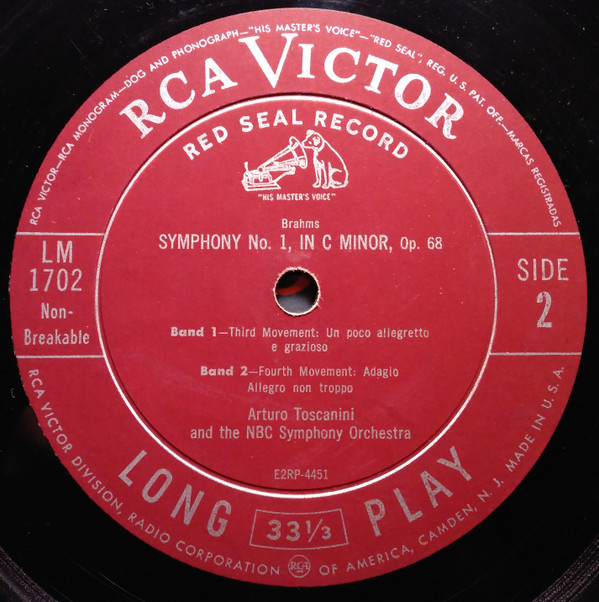 RCA VICTOR—RCA MONOGRAM—DOG AND PHONOGRAPH—"HIS MASTER'S VOICE"—"RED SEAL", REG. U. S. PAT. OFF.—MARCAS REGISTRADAS
RCA VICTOR
RED SEAL RECORD
"HIS MASTER'S VOICE"
Brahms
SYMPHONY No. 1, IN C MINOR, Op. 68
LM
1702
Non-
Breakable
SIDE
2
Band 1—Third Movement: Un poco allegretto
e grazioso
Band 2—Fourth Movement: Adagio
Allegro non troppo
Arturo Toscanini
and the NBC Symphony Orchestra
E2RP-4451
LONG PLAY
33 1/3
RCA VICTOR DIVISION, RADIO CORPORATION RCA OF AMERICA, CAMDEN, N. J. MADE IN U. S. A.